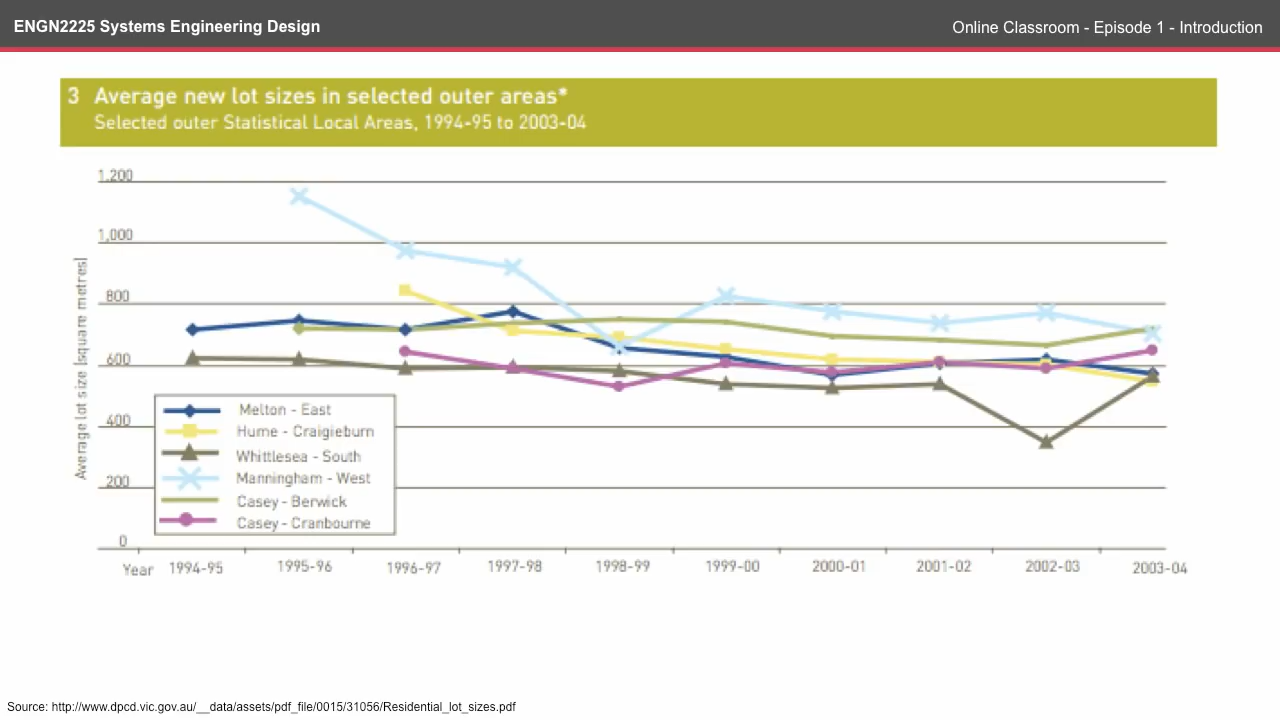 ENGN2225 Systems Engineering Design
Online Classroom - Episode 1 - Introduction
3 Average new lot sizes in selected outer areas*
Selected outer Statistical Local Areas, 1994-95 to 2003-04
1,200
1,000
800
600
400
200
0
Average lot size [square metres]
Melton - East
Hume - Craigieburn
Whittlesea - South
Manningham - West
Casey - Berwick
Casey - Cranbourne
Year 1994-95 1995-96 1996-97 1997-98 1998-99 1999-00 2000-01 2001-02 2002-03 2003-04
Source: http://www.dpcd.vic.gov.au/__data/assets/pdf_file/0015/31056/Residential_lot_sizes.pdf